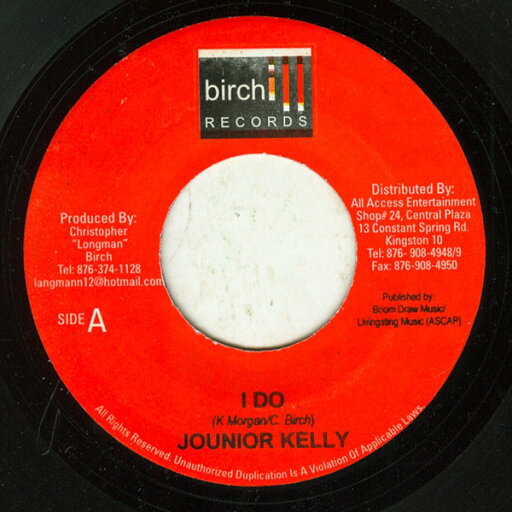 birchill
RECORDS
Produced By:
Christopher
"Longman"
Birch
Tel: 876-374-1128
langmann12@hotmail.com
SIDE A
Distributed By:
All Access Entertainment
Shop# 24, Central Plaza
13 Constant Spring Rd.
Kingston 10
Tel: 876- 908-4948/9
Fax: 876-908-4950
Published by:
Boom Draw Music/
Livingsting Music (ASCAP)
I DO
(K Morgan/C. Birch)
JOUNIOR KELLY
All Rights Reserved. Unauthorized Duplication Is A Violation Of Applicable Laws.